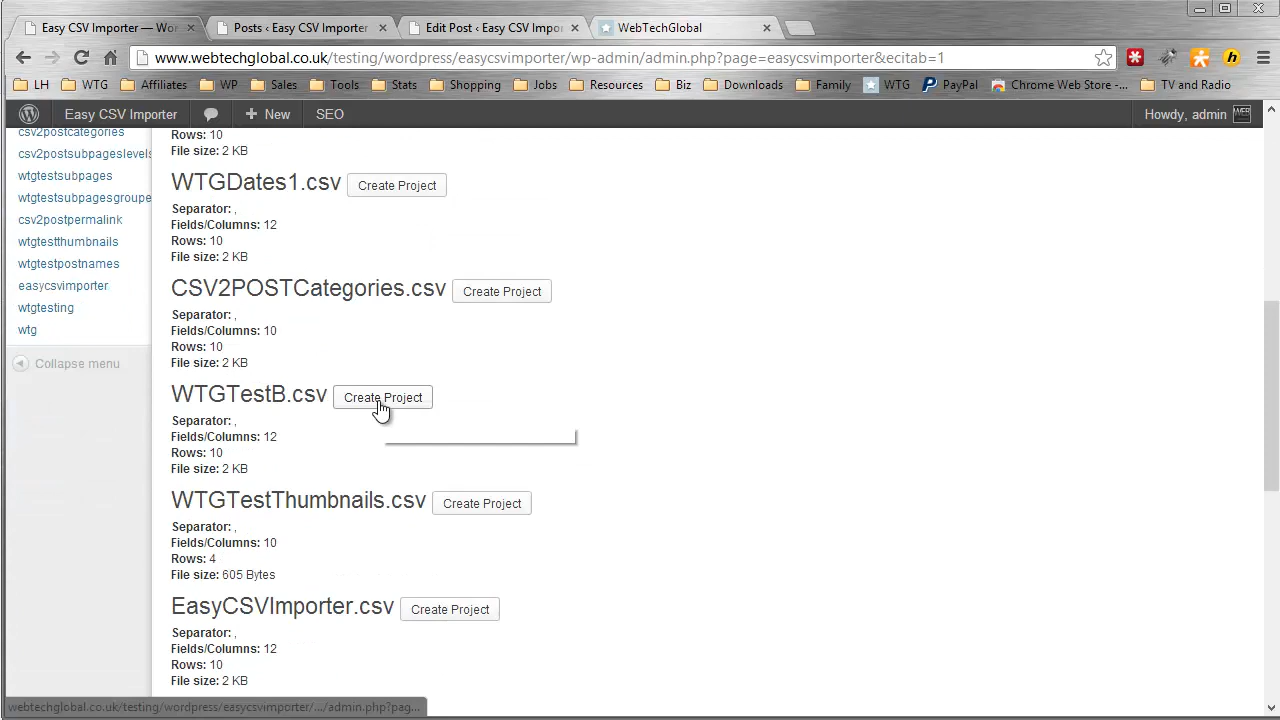 Easy CSV Importer — Wor
Posts ‹ Easy CSV Importer
Edit Post ‹ Easy CSV Impo
WebTechGlobal
www.webtechglobal.co.uk/testing/wordpress/easycsvimporter/wp-admin/admin.php?page=easycsvimporter&ecitab=1
LH WTG Affiliates WP Sales Tools Stats Shopping Jobs Resources Biz Downloads Family WTG PayPal Chrome Web Store -... TV and Radio
Easy CSV Importer + New SEO Howdy, admin
csv2postcategories
csv2postsubpageslevels
wtgtestsubpages
wtgtestsubpagesgroupe
csv2postpermalink
wtgtestthumbnails
wtgtestpostnames
easycsvimporter
wtgtesting
wtg
Collapse menu
Rows: 10
File size: 2 KB
WTGDates1.csv Create Project
Separator: ,
Fields/Columns: 12
Rows: 10
File size: 2 KB
CSV2POSTCategories.csv Create Project
Separator: ,
Fields/Columns: 10
Rows: 10
File size: 2 KB
WTGTestB.csv Create Project
Separator: ,
Fields/Columns: 12
Rows: 10
File size: 2 KB
WTGTestThumbnails.csv Create Project
Separator: ,
Fields/Columns: 10
Rows: 4
File size: 605 Bytes
EasyCSVImporter.csv Create Project
Separator: ,
Fields/Columns: 12
Rows: 10
File size: 2 KB
webtechglobal.co.uk/testing/wordpress/easycsvimporter/.../admin.php?pag...